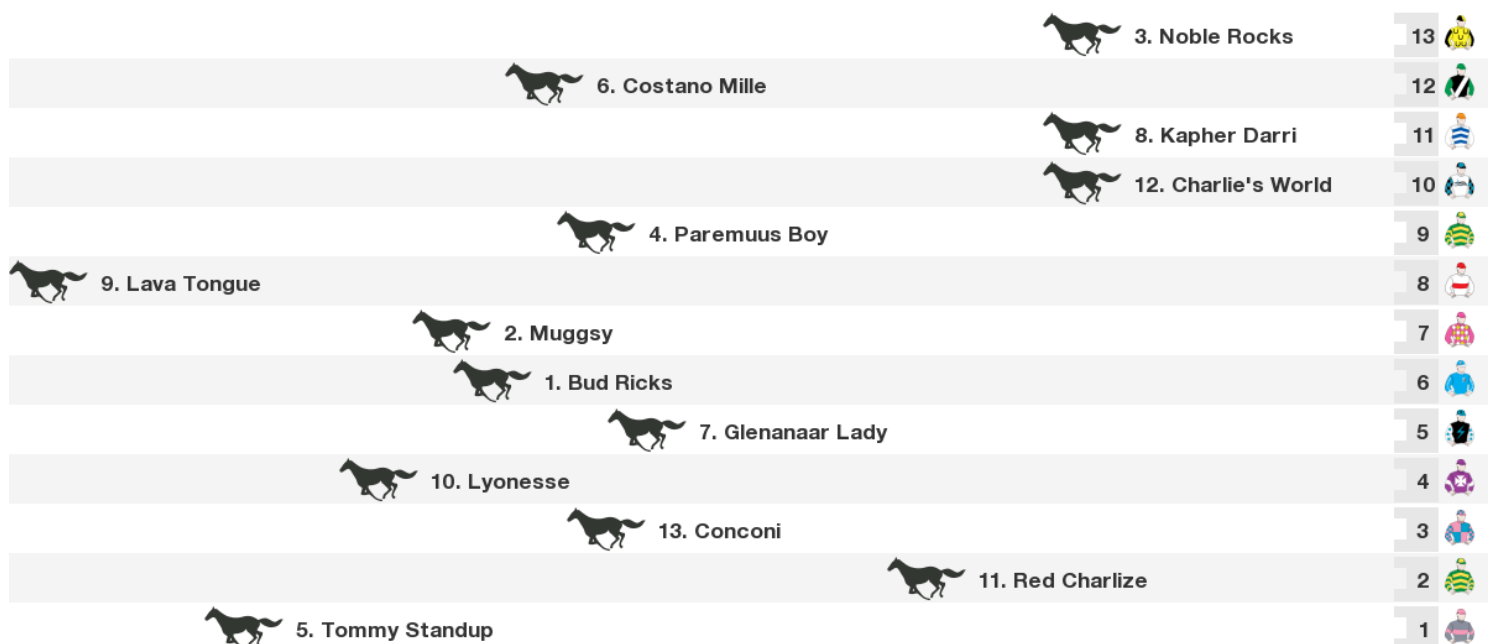 3. Noble Rocks 13
6. Costano Mille 12
8. Kapher Darri 11
12. Charlie's World 10
4. Paremuus Boy 9
9. Lava Tongue 8
2. Muggsy 7
1. Bud Ricks 6
7. Glenanaar Lady 5
10. Lyonesse 4
13. Conconi 3
11. Red Charlize 2
5. Tommy Standup 1